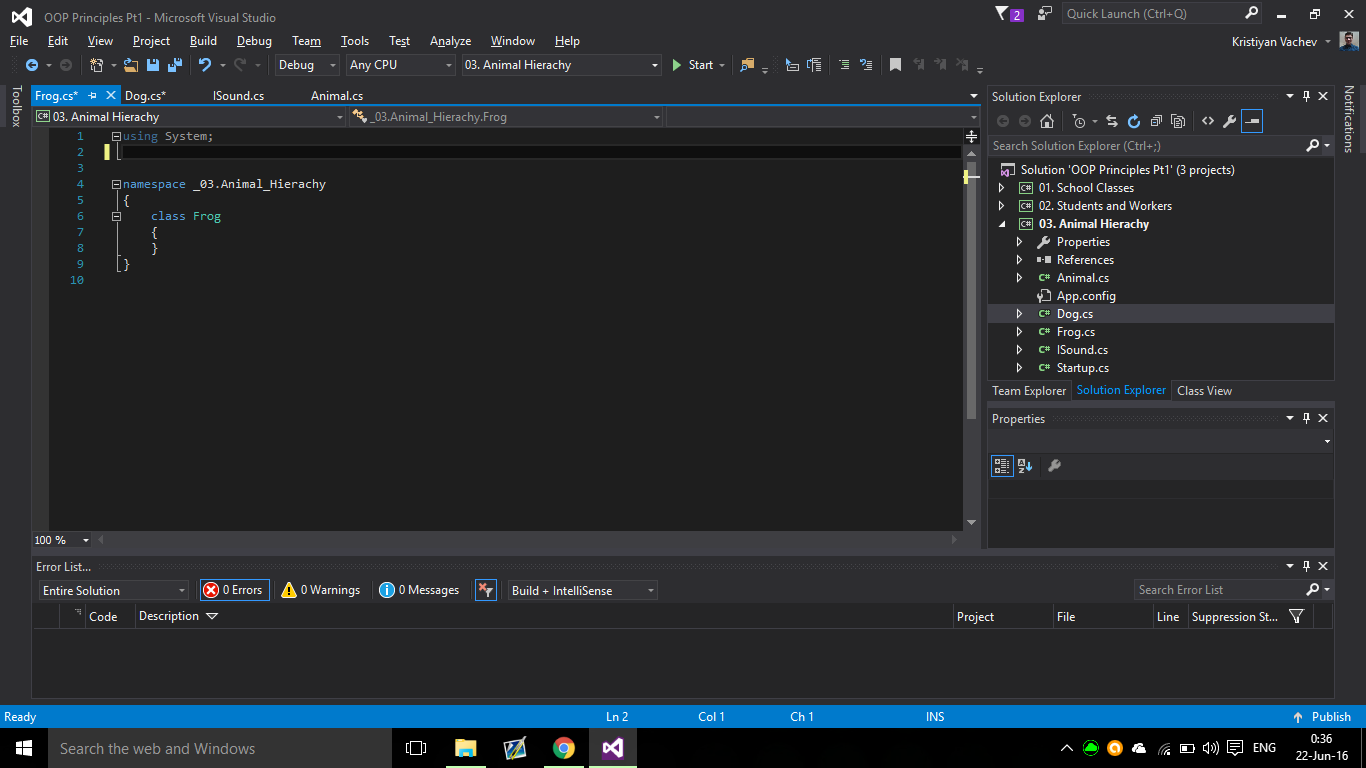 OOP Principles Pt1 - Microsoft Visual Studio
2
Quick Launch (Ctrl+Q)
File Edit View Project Build Debug Team Tools Test Analyze Window Help
Kristiyan Vachev
Debug Any CPU 03. Animal Hierachy Start
Toolbox
Frog.cs* Dog.cs* ISound.cs Animal.cs
C# 03. Animal Hierachy _03.Animal_Hierachy.Frog
1 using System;
2
3
4 namespace _03.Animal_Hierachy
5 {
6 class Frog
7 {
8 }
9 }
10
100 %
Solution Explorer
Search Solution Explorer (Ctrl+;)
Solution 'OOP Principles Pt1' (3 projects)
C# 01. School Classes
C# 02. Students and Workers
C# 03. Animal Hierachy
Properties
References
C# Animal.cs
App.config
C# Dog.cs
C# Frog.cs
C# ISound.cs
C# Startup.cs
Team Explorer Solution Explorer Class View
Properties
Notifications
Error List...
Entire Solution 0 Errors 0 Warnings 0 Messages Build + IntelliSense Search Error List
Code Description Project File Line Suppression St...
Ready Ln 2 Col 1 Ch 1 INS Publish
Search the web and Windows
ENG
0:36
22-Jun-16